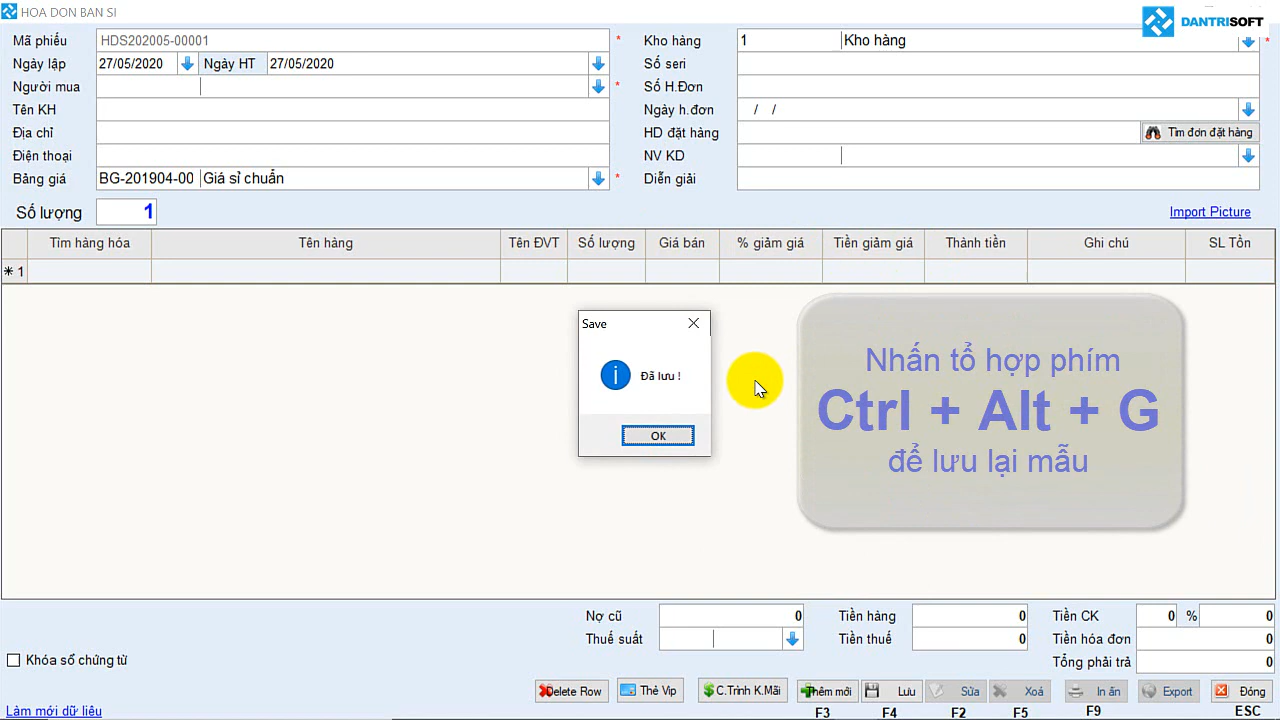 HOA DON BAN SI
DANTRISOFT
Mã phiếu HDS202005-00001 * Kho hàng 1 Kho hàng *
Ngày lập 27/05/2020 Ngày HT 27/05/2020 Số seri
Người mua * Số H.Đơn
Tên KH Ngày h.đơn / /
Địa chỉ HD đặt hàng Tìm đơn đặt hàng
Điện thoại NV KD
Bảng giá BG-201904-00 Giá sỉ chuẩn * Diễn giải
Số lượng 1 Import Picture
Tìm hàng hóa Tên hàng Tên ĐVT Số lượng Giá bán % giảm giá Tiền giảm giá Thành tiền Ghi chú SL Tồn
* 1
Save
Đã lưu !
OK
Nhấn tổ hợp phím
Ctrl + Alt + G
để lưu lại mẫu
Nợ cũ 0 Tiền hàng 0 Tiền CK 0 % 0
Thuế suất Tiền thuế 0 Tiền hóa đơn 0
Khóa sổ chứng từ Tổng phải trả 0
Delete Row Thẻ Vip C.Trình K.Mãi Thêm mới Lưu Sửa Xoá In ấn Export Đóng
Làm mới dữ liệu F3 F4 F2 F5 F9 ESC